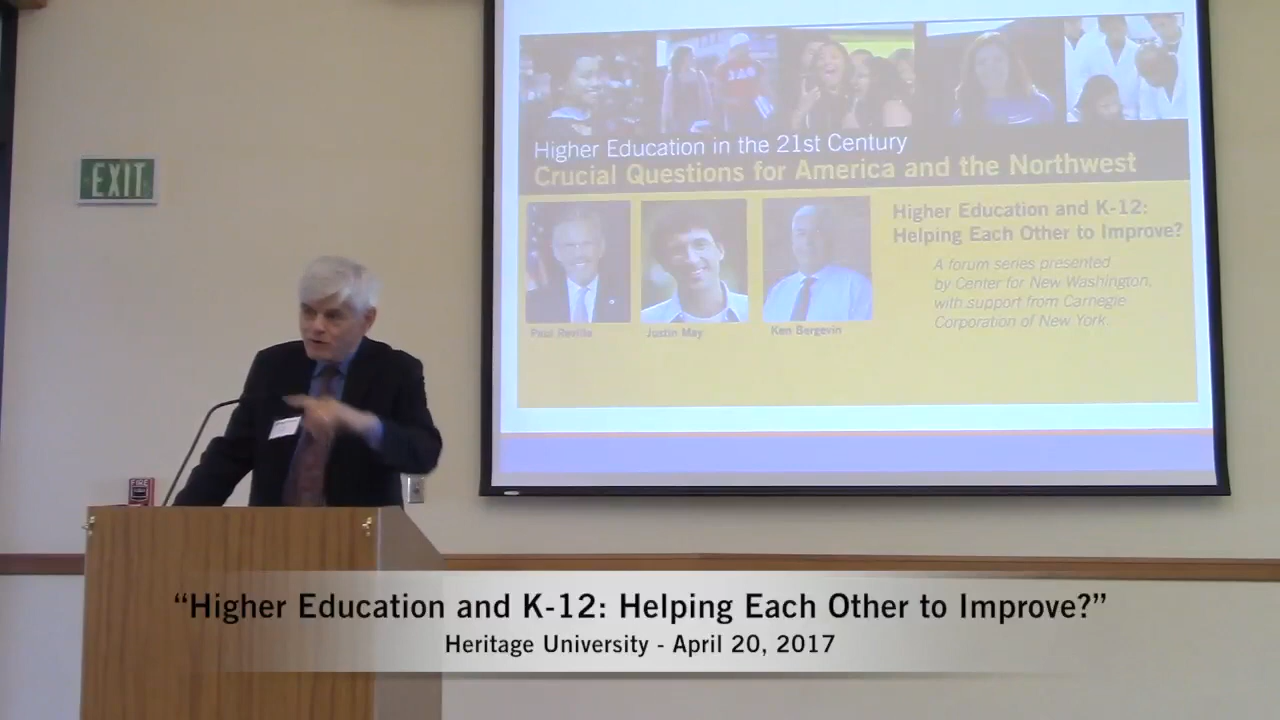 EXIT
Higher Education in the 21st Century
Crucial Questions for America and the Northwest
Higher Education and K-12:
Helping Each Other to Improve?
A forum series presented
by Center for New Washington,
with support from Carnegie
Corporation of New York.
Paul Reville
Justin May
Ken Bergevin
FIRE
“Higher Education and K-12: Helping Each Other to Improve?”
Heritage University - April 20, 2017